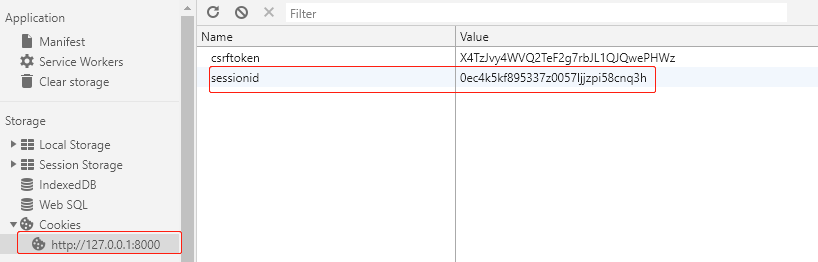 Application
Manifest
Service Workers
Clear storage
Storage
Local Storage
Session Storage
IndexedDB
Web SQL
Cookies
http://127.0.0.1:8000
Filter
Name Value
csrftoken X4TzJvy4WVQ2TeF2g7rbJL1QJQwePHWz
sessionid 0ec4k5kf895337z0057ljjzpi58cnq3h